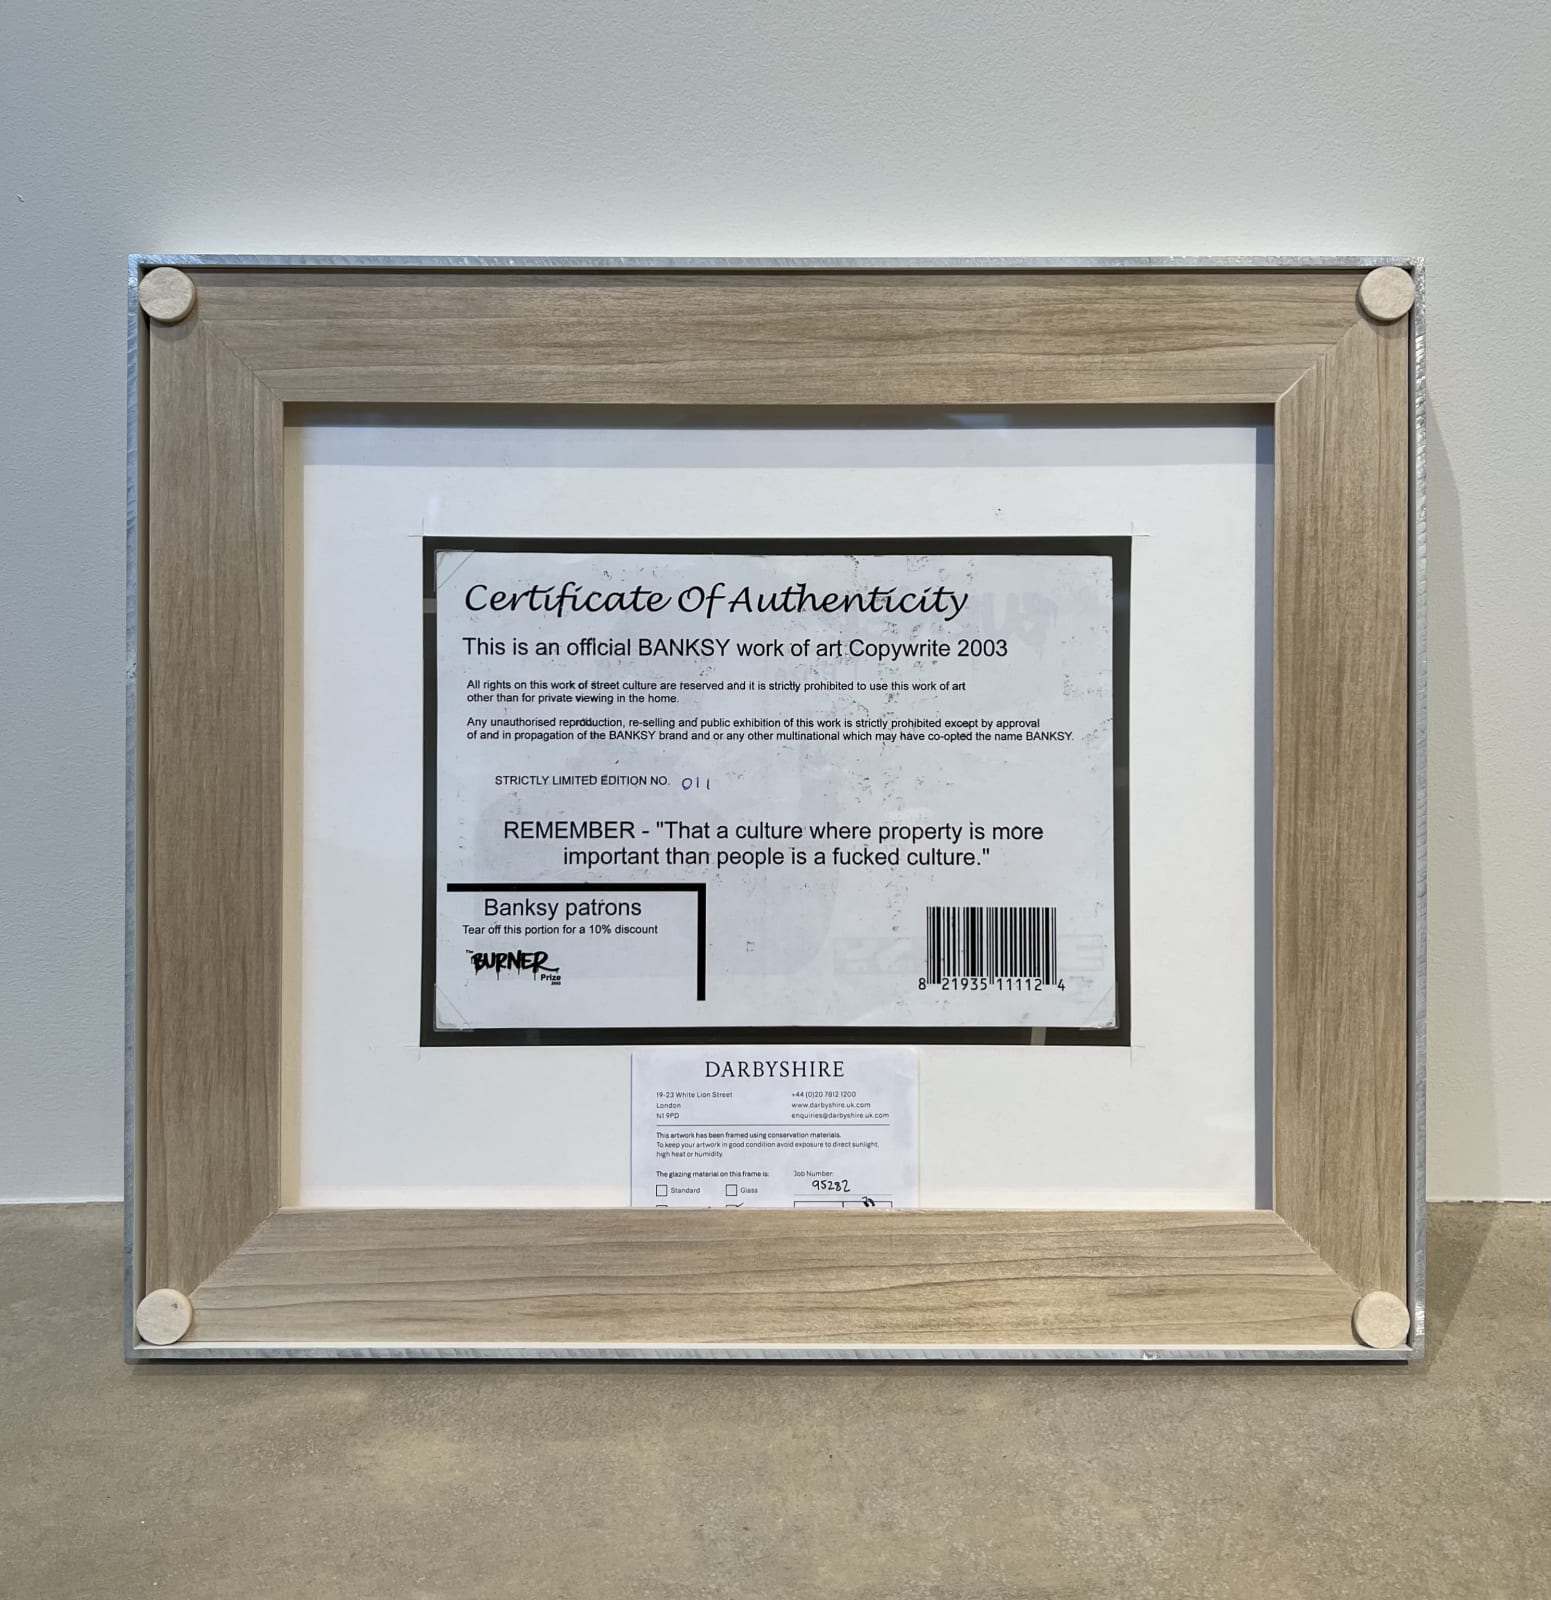 Certificate Of Authenticity
This is an official BANKSY work of art Copywrite 2003
All rights on this work of street culture are reserved and it is strictly prohibited to use this work of art
other than for private viewing in the home.
Any unauthorised reproduction, re-selling and public exhibition of this work is strictly prohibited except by approval
of and in propagation of the BANKSY brand and or any other multinational which may have co-opted the name BANKSY.
STRICTLY LIMITED EDITION NO. 011
REMEMBER - "That a culture where property is more
important than people is a fucked culture."
Banksy patrons
Tear off this portion for a 10% discount
The
BURNER
Prize
2003
8 21935 11112 4
DARBYSHIRE
19-23 White Lion Street
London
N1 9PD
+44 (0)20 7812 1200
www.darbyshire.uk.com
enquiries@darbyshire.uk.com
This artwork has been framed using conservation materials.
To keep your artwork in good condition avoid exposure to direct sunlight,
high heat or humidity
The glazing material on this frame is:
Standard Glass
Job Number:
95282